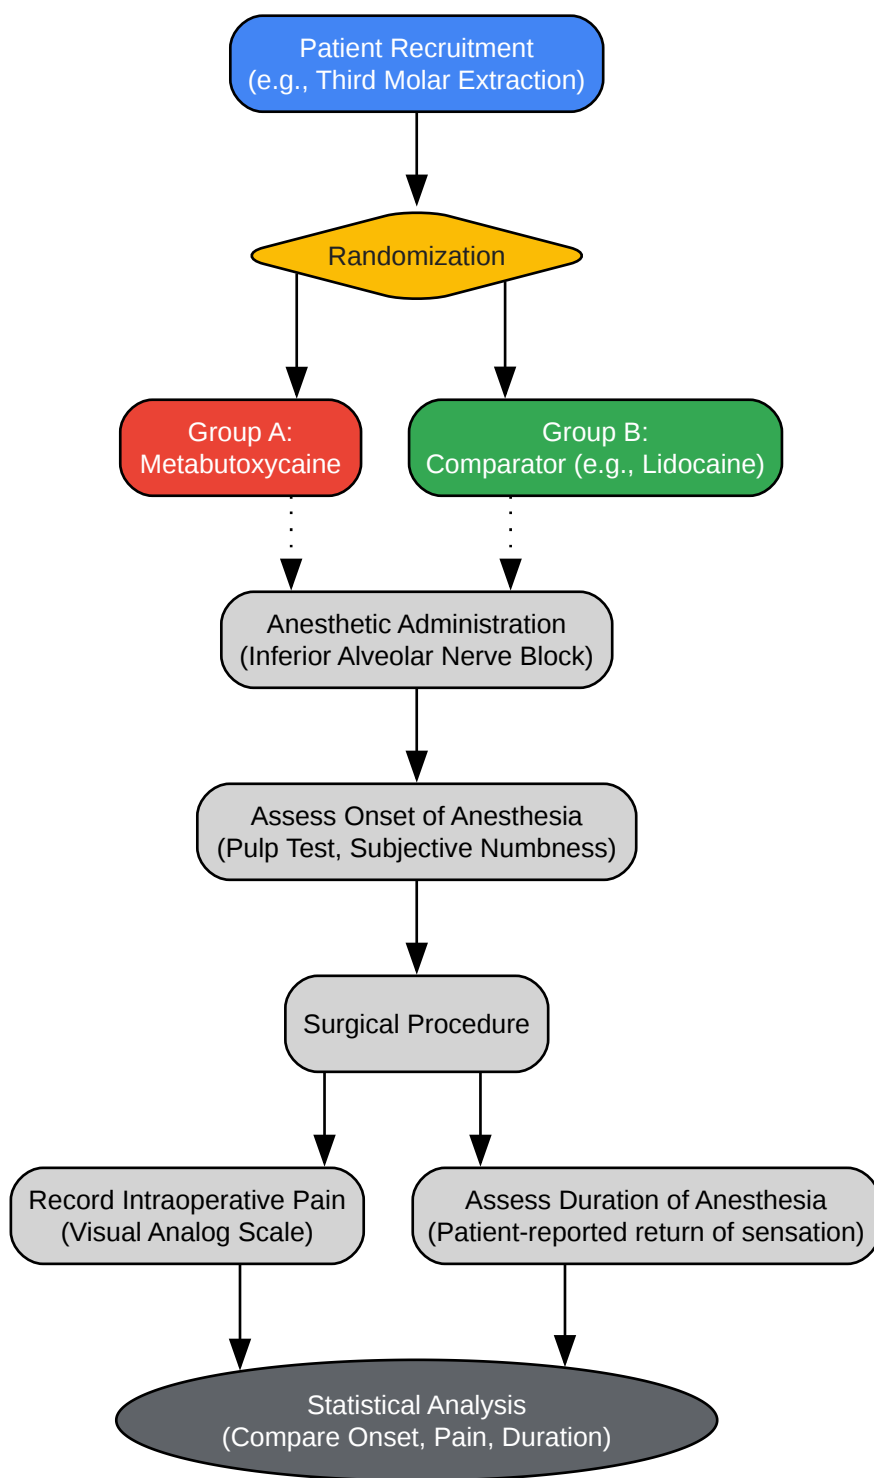 Patient Recruitment
(e.g., Third Molar Extraction)
Randomization
Group A:
Metabutoxycaine
Group B:
Comparator (e.g., Lidocaine)
Anesthetic Administration
(Inferior Alveolar Nerve Block)
Assess Onset of Anesthesia
(Pulp Test, Subjective Numbness)
Surgical Procedure
Record Intraoperative Pain
(Visual Analog Scale)
Assess Duration of Anesthesia
(Patient-reported return of sensation)
Statistical Analysis
(Compare Onset, Pain, Duration)